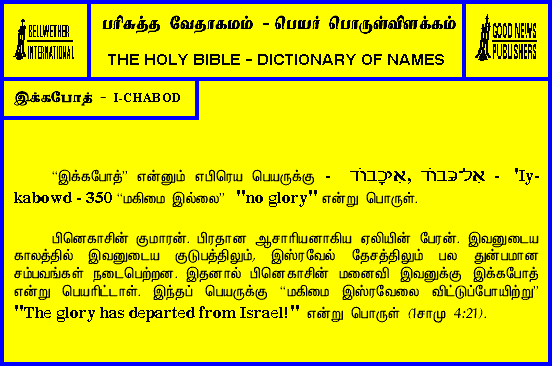 BELLWETHER
INTERNATIONAL
பரிசுத்த வேதாகமம் - பெயர் பொருள்விளக்கம்
THE HOLY BIBLE - DICTIONARY OF NAMES
GOOD NEWS
PUBLISHERS
இக்கபோத் - I-CHABOD
“இக்கபோத்” என்னும் எபிரெய பெயருக்கு - אִיכָבוֹד, אִל־כּבוֹד - 'Iy-
kabowd - 350 “மகிமை இல்லை” "no glory" என்று பொருள்.
பினெகாசின் குமாரன். பிரதான ஆசாரியனாகிய ஏலியின் பேரன். இவனுடைய
காலத்தில் இவனுடைய குடும்பத்திலும், இஸ்ரவேல் தேசத்திலும் பல துன்பமான
சம்பவங்கள் நடைபெற்றன. இதனால் பினெகாசின் மனைவி இவனுக்கு இக்கபோத்
என்று பெயரிட்டாள். இந்தப் பெயருக்கு “மகிமை இஸ்ரவேலை விட்டுப்போயிற்று”
"The glory has departed from Israel!" என்று பொருள் (1சாமு 4:21).